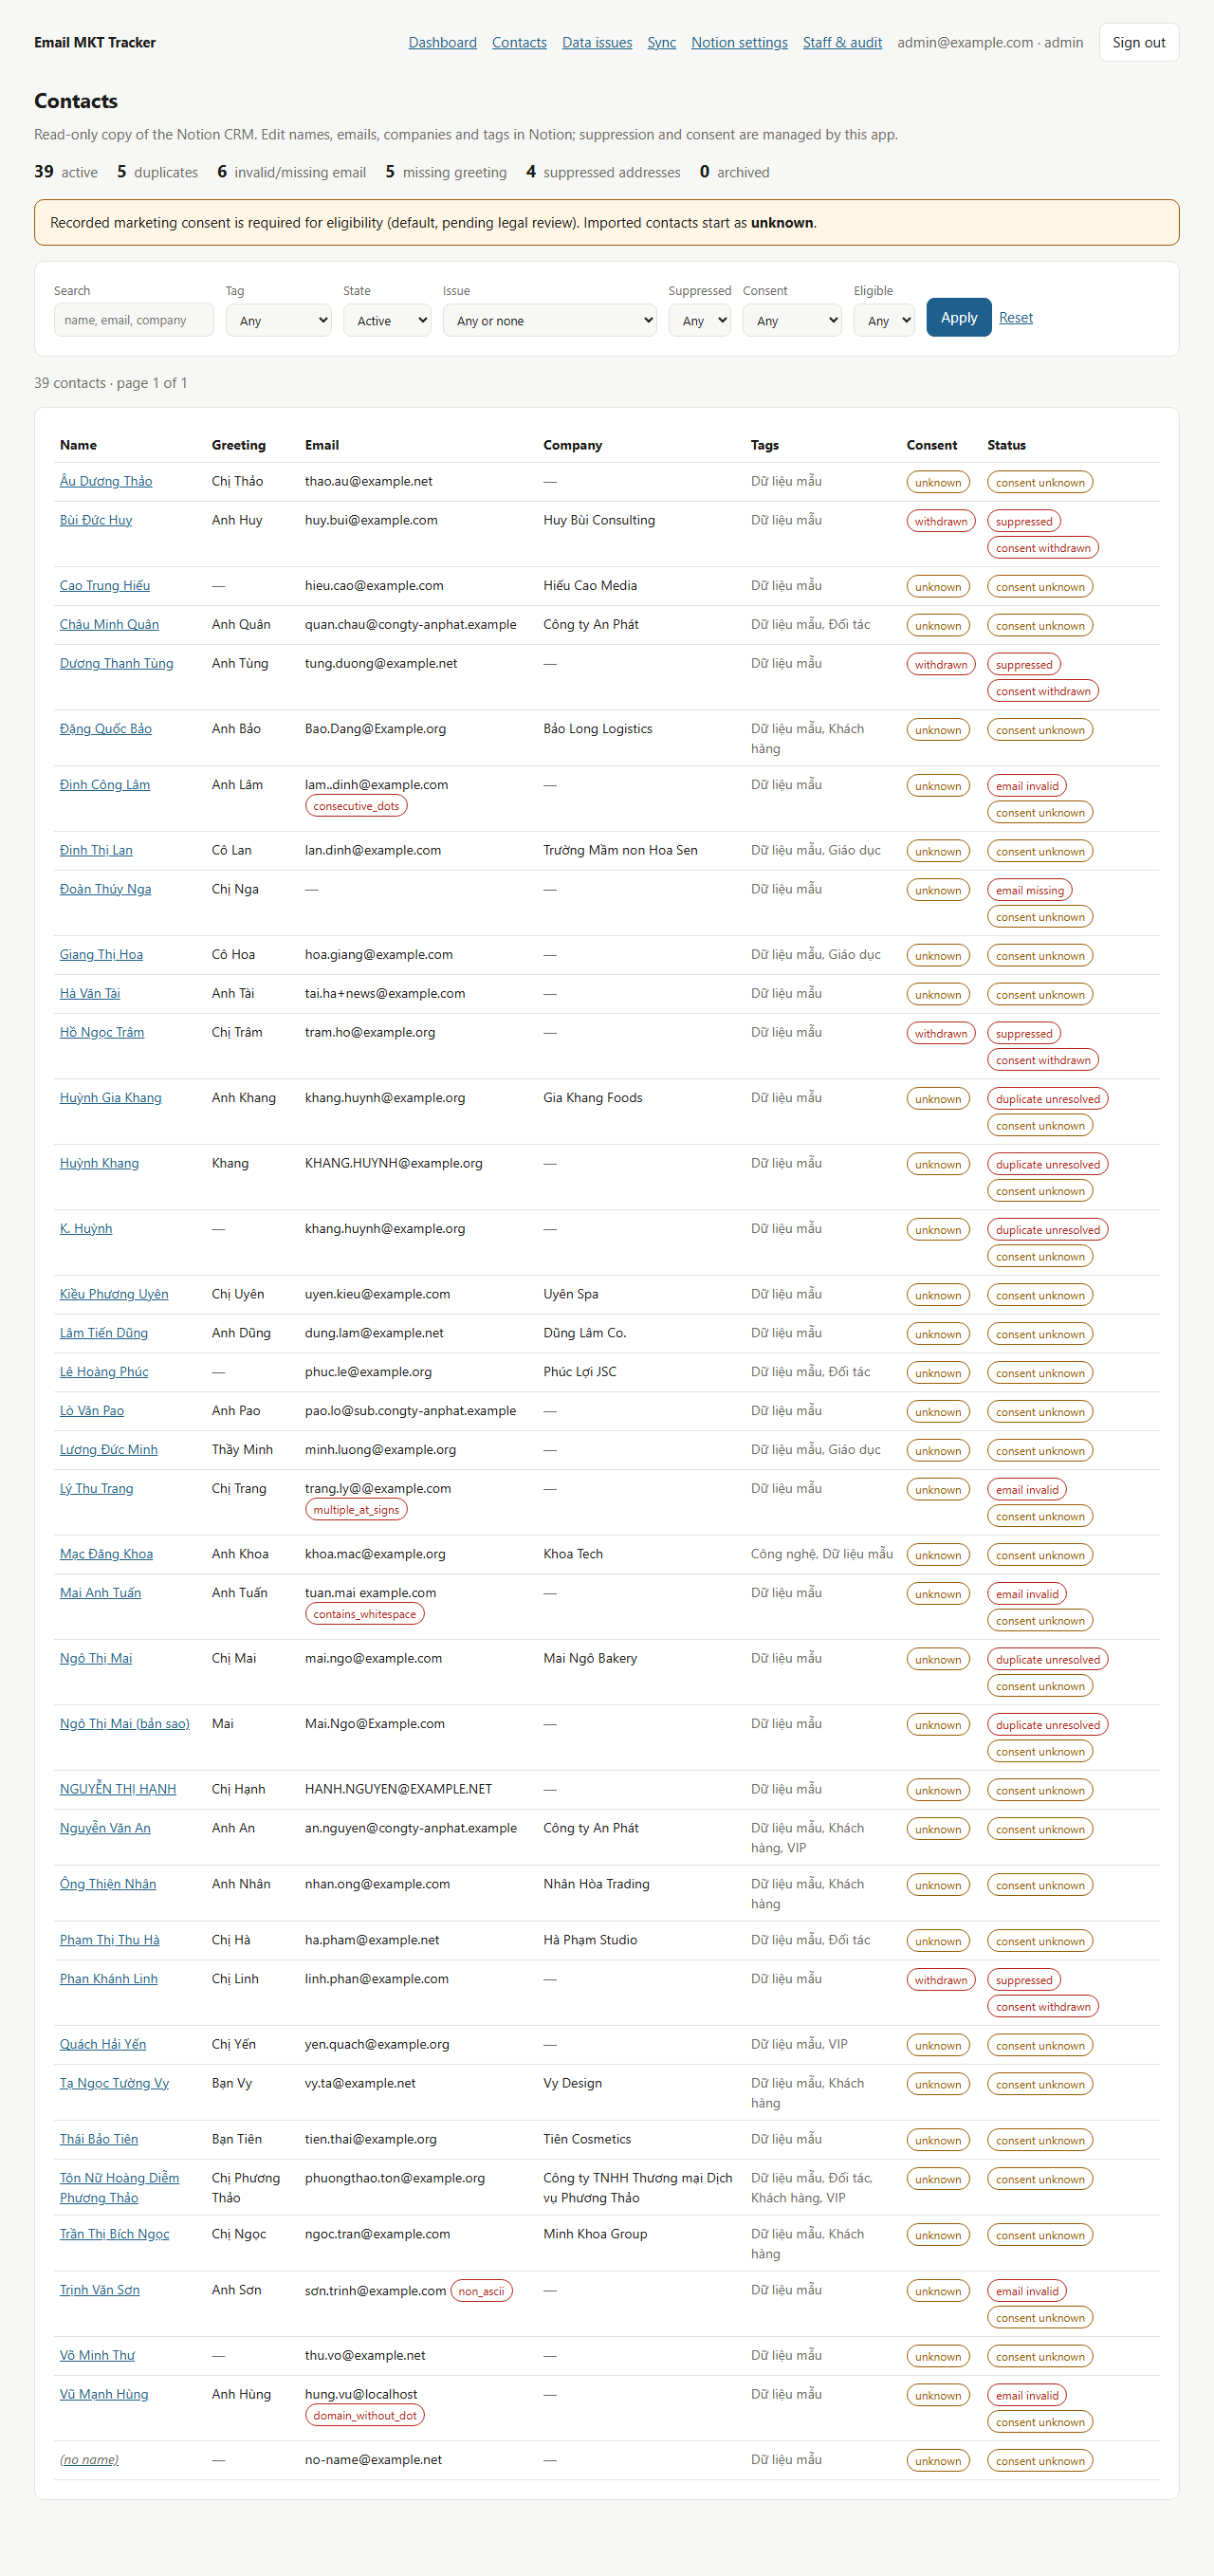 Email MKT Tracker
Dashboard Contacts Data issues Sync Notion settings Staff & audit admin@example.com · admin Sign out
Contacts
Read-only copy of the Notion CRM. Edit names, emails, companies and tags in Notion; suppression and consent are managed by this app.
39 active 5 duplicates 6 invalid/missing email 5 missing greeting 4 suppressed addresses 0 archived
Recorded marketing consent is required for eligibility (default, pending legal review). Imported contacts start as unknown.
Search Tag State Issue Suppressed Consent Eligible
name, email, company Any Active Any or none Any Any Any Apply Reset
39 contacts · page 1 of 1
Name Greeting Email Company Tags Consent Status
Âu Dương Thảo Chị Thảo thao.au@example.net — Dữ liệu mẫu unknown consent unknown
Bùi Đức Huy Anh Huy huy.bui@example.com Huy Bùi Consulting Dữ liệu mẫu withdrawn suppressed
consent withdrawn
Cao Trung Hiếu — hieu.cao@example.com Hiếu Cao Media Dữ liệu mẫu unknown consent unknown
Châu Minh Quân Anh Quân quan.chau@congty-anphat.example Công ty An Phát Dữ liệu mẫu, Đối tác unknown consent unknown
Dương Thanh Tùng Anh Tùng tung.duong@example.net — Dữ liệu mẫu withdrawn suppressed
consent withdrawn
Đặng Quốc Bảo Anh Bảo Bao.Dang@Example.org Bảo Long Logistics Dữ liệu mẫu, Khách unknown consent unknown
hàng
Đinh Công Lâm Anh Lâm lam..dinh@example.com — Dữ liệu mẫu unknown email invalid
consecutive_dots consent unknown
Đinh Thị Lan Cô Lan lan.dinh@example.com Trường Mầm non Hoa Sen Dữ liệu mẫu, Giáo dục unknown consent unknown
Đoàn Thúy Nga Chị Nga — — Dữ liệu mẫu unknown email missing
consent unknown
Giang Thị Hoa Cô Hoa hoa.giang@example.com — Dữ liệu mẫu, Giáo dục unknown consent unknown
Hà Văn Tài Anh Tài tai.ha+news@example.com — Dữ liệu mẫu unknown consent unknown
Hồ Ngọc Trâm Chị Trâm tram.ho@example.org — Dữ liệu mẫu withdrawn suppressed
consent withdrawn
Huỳnh Gia Khang Anh Khang khang.huynh@example.org Gia Khang Foods Dữ liệu mẫu unknown duplicate unresolved
consent unknown
Huỳnh Khang Khang KHANG.HUYNH@example.org — Dữ liệu mẫu unknown duplicate unresolved
consent unknown
K. Huỳnh — khang.huynh@example.org — Dữ liệu mẫu unknown duplicate unresolved
consent unknown
Kiều Phương Uyên Chị Uyên uyen.kieu@example.com Uyên Spa Dữ liệu mẫu unknown consent unknown
Lâm Tiến Dũng Anh Dũng dung.lam@example.net Dũng Lâm Co. Dữ liệu mẫu unknown consent unknown
Lê Hoàng Phúc — phuc.le@example.org Phúc Lợi JSC Dữ liệu mẫu, Đối tác unknown consent unknown
Lò Văn Pao Anh Pao pao.lo@sub.congty-anphat.example — Dữ liệu mẫu unknown consent unknown
Lương Đức Minh Thầy Minh minh.luong@example.org — Dữ liệu mẫu, Giáo dục unknown consent unknown
Lý Thu Trang Chị Trang trang.ly@@example.com — Dữ liệu mẫu unknown email invalid
multiple_at_signs consent unknown
Mạc Đăng Khoa Anh Khoa khoa.mac@example.org Khoa Tech Công nghệ, Dữ liệu mẫu unknown consent unknown
Mai Anh Tuấn Anh Tuấn tuan.mai example.com — Dữ liệu mẫu unknown email invalid
contains_whitespace consent unknown
Ngô Thị Mai Chị Mai mai.ngo@example.com Mai Ngô Bakery Dữ liệu mẫu unknown duplicate unresolved
consent unknown
Ngô Thị Mai (bản sao) Mai Mai.Ngo@Example.com — Dữ liệu mẫu unknown duplicate unresolved
consent unknown
NGUYỄN THỊ HẠNH Chị Hạnh HANH.NGUYEN@EXAMPLE.NET — Dữ liệu mẫu unknown consent unknown
Nguyễn Văn An Anh An an.nguyen@congty-anphat.example Công ty An Phát Dữ liệu mẫu, Khách unknown consent unknown
hàng, VIP
Ông Thiện Nhân Anh Nhân nhan.ong@example.com Nhân Hòa Trading Dữ liệu mẫu, Khách unknown consent unknown
hàng
Phạm Thị Thu Hà Chị Hà ha.pham@example.net Hà Phạm Studio Dữ liệu mẫu, Đối tác unknown consent unknown
Phan Khánh Linh Chị Linh linh.phan@example.com — Dữ liệu mẫu withdrawn suppressed
consent withdrawn
Quách Hải Yến Chị Yến yen.quach@example.org — Dữ liệu mẫu, VIP unknown consent unknown
Tạ Ngọc Tường Vy Bạn Vy vy.ta@example.net Vy Design Dữ liệu mẫu, Khách unknown consent unknown
hàng
Thái Bảo Tiên Bạn Tiên tien.thai@example.org Tiên Cosmetics Dữ liệu mẫu unknown consent unknown
Tôn Nữ Hoàng Diễm Chị Phương phuongthao.ton@example.org Công ty TNHH Thương mại Dịch Dữ liệu mẫu, Đối tác, unknown consent unknown
Phương Thảo Thảo vụ Phương Thảo Khách hàng, VIP
Trần Thị Bích Ngọc Chị Ngọc ngoc.tran@example.com Minh Khoa Group Dữ liệu mẫu, Khách unknown consent unknown
hàng
Trịnh Văn Sơn Anh Sơn sơn.trinh@example.com non_ascii — Dữ liệu mẫu unknown email invalid
consent unknown
Võ Minh Thư — thu.vo@example.net — Dữ liệu mẫu unknown consent unknown
Vũ Mạnh Hùng Anh Hùng hung.vu@localhost — Dữ liệu mẫu unknown email invalid
domain_without_dot consent unknown
(no name) — no-name@example.net — Dữ liệu mẫu unknown consent unknown